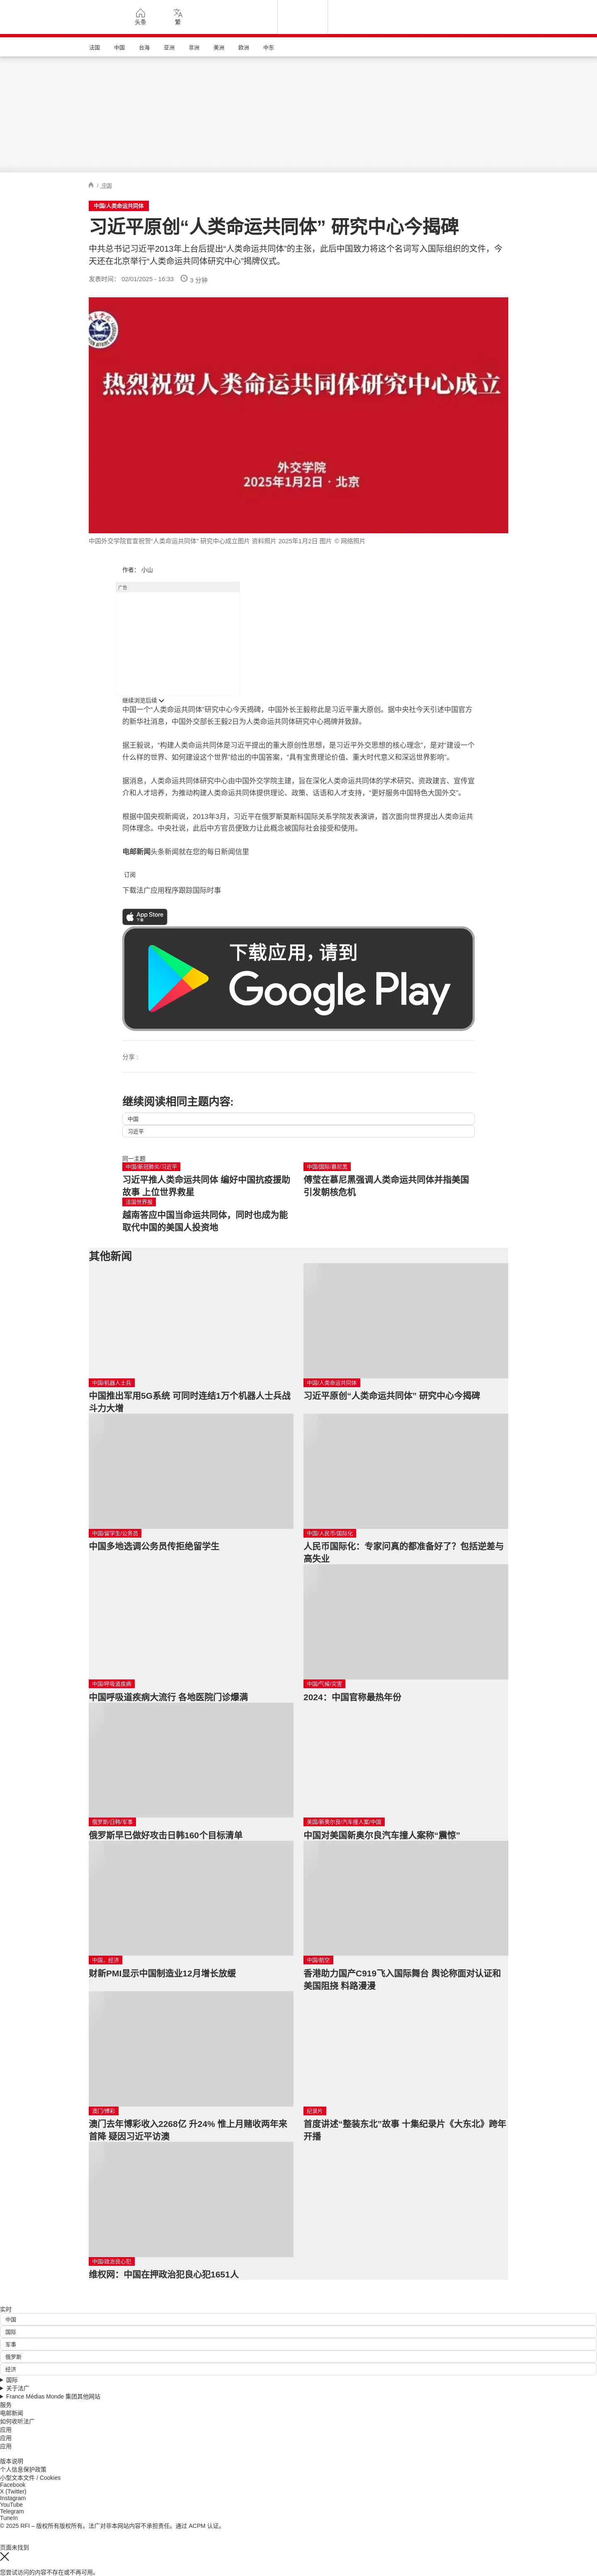 头条
繁
法国 中国 台海 亚洲 非洲 美洲 欧洲 中东
/ 中国
中国/人类命运共同体
习近平原创“人类命运共同体” 研究中心今揭碑
中共总书记习近平2013年上台后提出“人类命运共同体”的主张，此后中国致力将这个名词写入国际组织的文件，今
天还在北京举行“人类命运共同体研究中心”揭牌仪式。
发表时间： 02/01/2025 - 16:33 3 分钟
热烈祝贺人类命运共同体研究中心成立
外交学院
2025年1月2日 · 北京
中国外交学院官宣祝贺“人类命运共同体” 研究中心成立图片 资料照片 2025年1月2日 图片 © 网络照片
作者： 小山
广告
继续浏览后续
中国一个“人类命运共同体”研究中心今天揭碑，中国外长王毅称此是习近平重大原创。据中央社今天引述中国官方
的新华社消息，中国外交部长王毅2日为人类命运共同体研究中心揭牌并致辞。
据王毅说，“构建人类命运共同体是习近平提出的重大原创性思想，是习近平外交思想的核心理念”，是对“建设一个
什么样的世界、如何建设这个世界”给出的中国答案，“具有宝贵理论价值、重大时代意义和深远世界影响”。
据消息，人类命运共同体研究中心由中国外交学院主建，旨在深化人类命运共同体的学术研究、资政建言、宣传宣
介和人才培养，为推动构建人类命运共同体提供理论、政策、话语和人才支持，“更好服务中国特色大国外交”。
根据中国央视新闻说，2013年3月，习近平在俄罗斯莫斯科国际关系学院发表演讲，首次面向世界提出人类命运共
同体理念。中央社说，此后中方官员便致力让此概念被国际社会接受和使用。
电邮新闻头条新闻就在您的每日新闻信里
订阅
下载法广应用程序跟踪国际时事
App Store
下载
下载应用，请到
Google Play
分享 :
继续阅读相同主题内容:
中国
习近平
同一主题
中国/新冠肺炎/习近平
习近平推人类命运共同体 编好中国抗疫援助
故事 上位世界救星
中国/国际/慕尼黑
傅莹在慕尼黑强调人类命运共同体并指美国
引发朝核危机
法国世界报
越南答应中国当命运共同体，同时也成为能
取代中国的美国人投资地
其他新闻
中国/机器人士兵
中国推出军用5G系统 可同时连结1万个机器人士兵战
斗力大增
中国/人类命运共同体
习近平原创“人类命运共同体” 研究中心今揭碑
中国/留学生/公务员
中国多地选调公务员传拒绝留学生
中国/人民币/国际化
人民币国际化：专家问真的都准备好了？包括逆差与
高失业
中国/呼吸道疾病
中国呼吸道疾病大流行 各地医院门诊爆满
中国/气候/灾害
2024：中国官称最热年份
俄罗斯/日韩/军事
俄罗斯早已做好攻击日韩160个目标清单
美国/新奥尔良/汽车撞人案/中国
中国对美国新奥尔良汽车撞人案称“震惊”
中国，经济
财新PMI显示中国制造业12月增长放缓
中国/航空
香港助力国产C919飞入国际舞台 舆论称面对认证和
美国阻挠 料路漫漫
澳门/博彩
澳门去年博彩收入2268亿 升24% 惟上月赌收两年来
首降 疑因习近平访澳
纪录片
首度讲述“整装东北”故事 十集纪录片《大东北》跨年
开播
中国/政治良心犯
维权网：中国在押政治犯良心犯1651人
实时
中国
国际
军事
俄罗斯
经济
国际
关于法广
France Médias Monde 集团其他网站
服务
电邮新闻
如何收听法广
应用
应用
应用
版本说明
个人信息保护政策
小型文本文件 / Cookies
Facebook
X (Twitter)
Instagram
YouTube
Telegram
TuneIn
© 2025 RFI – 版权所有版权所有。法广对非本网站内容不承担责任。通过 ACPM 认证。
页面未找到
您尝试访问的内容不存在或不再可用。